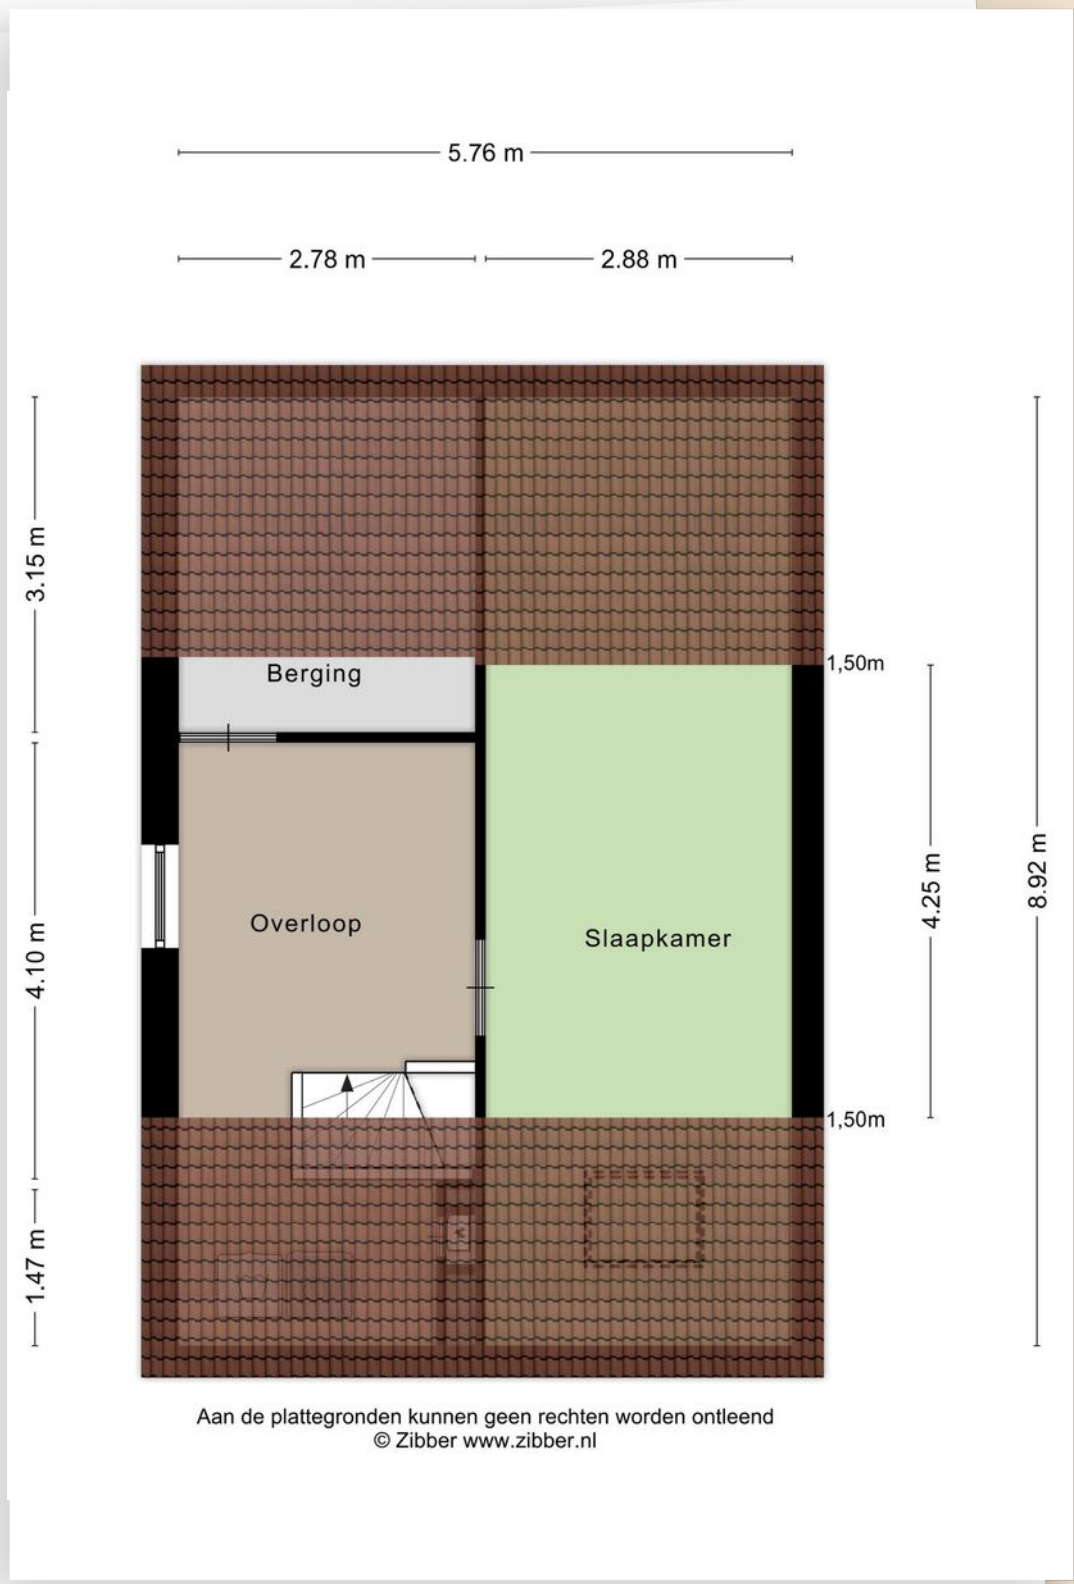 5.76 m
2.78 m
2.88 m
3.15 m
Berging
1,50m
Overloop
Slaapkamer
4.10 m
4.25 m
8.92 m
1,50m
1.47 m
Aan de plattegronden kunnen geen rechten worden ontleend
© Zibber www.zibber.nl